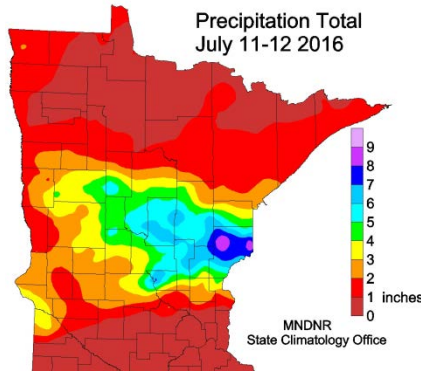 Precipitation Total
July 11-12 2016
9
8
7
6
5
4
3
2
1
0 inches
MNDNR
State Climatology Office